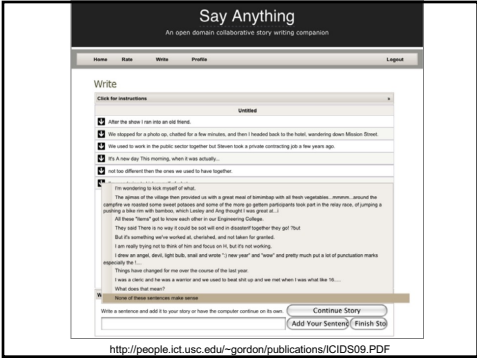 Say Anything
An open domain collaborative story writing companion
Home Rate Write Profile Logout
Write
Click for instructions
Untitled
After the show I ran into an old friend.
We stopped for a photo op, chatted for a few minutes, and then I headed back to the hotel, wandering down Mission Street.
We used to work in the public sector together but Steven took a private contracting job a few years ago.
It's A new day This morning, when it was actually...
not too different then the ones we used to have together.
I'm wondering to kick myself of what.
The ajimas of the village then provided us with a great meal of bimimbap with all fresh vegetables...mmmm...around the
campfire we roasted some sweet potaoes and some of the more go gettem participants took part in the relay race, of jumping a
pushing a bike rim with bamboo, which Lesley and Ang thought I was great at...)
All these "items" got to know each other in our Engineering College.
They said There is no way it could be soit will end in disaster# together they go! ?but
But it's something we've worked at, cherished, and not taken for granted.
I am really trying not to think of him and focus on H, but it's not working.
I drew an angel, devil, light bulb, snail and wrote ":) new year" and "wow" and pretty much put a lot of punctuation marks
especially the !....
Things have changed for me over the course of the last year.
I was a cleric and he was a warrior and we used to beat shit up and we met when I was what like 16.....
What does that mean?
None of these sentences make sense
Write a sentence and add it to your story or have the computer continue on its own.
Continue Story
Add Your Sentenc
Finish Sto
http://people.ict.usc.edu/~gordon/publications/ICIDS09.PDF